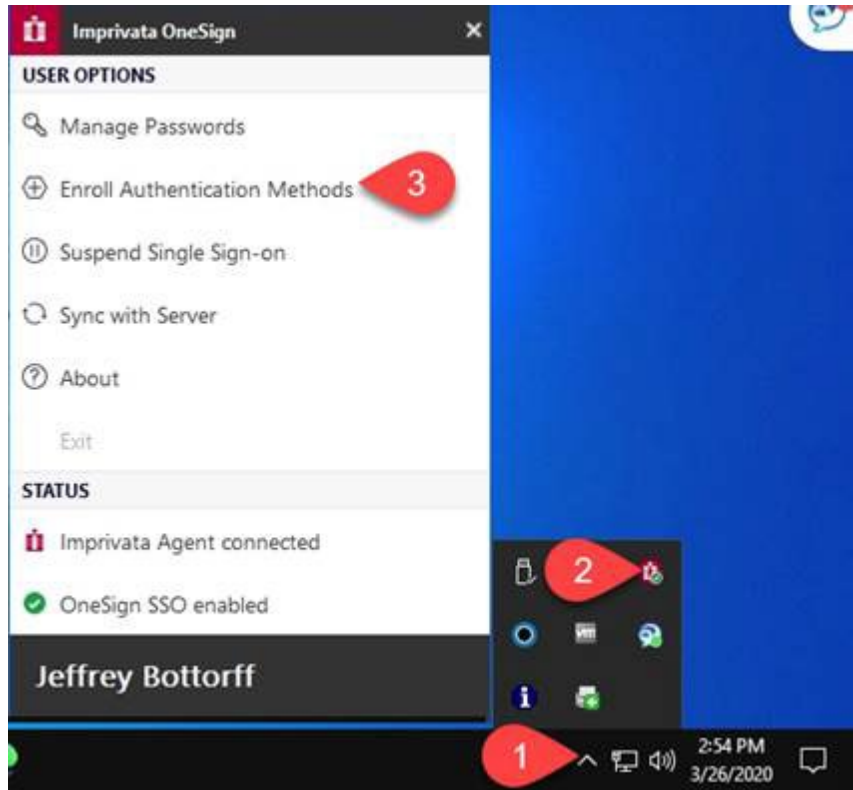 Imprivata OneSign
USER OPTIONS
Manage Passwords
Enroll Authentication Methods
3
Suspend Single Sign-on
Sync with Server
About
Exit
STATUS
Imprivata Agent connected
2
OneSign SSO enabled
vm
Jeffrey Bottorff
i
1
2:54 PM
3/26/2020